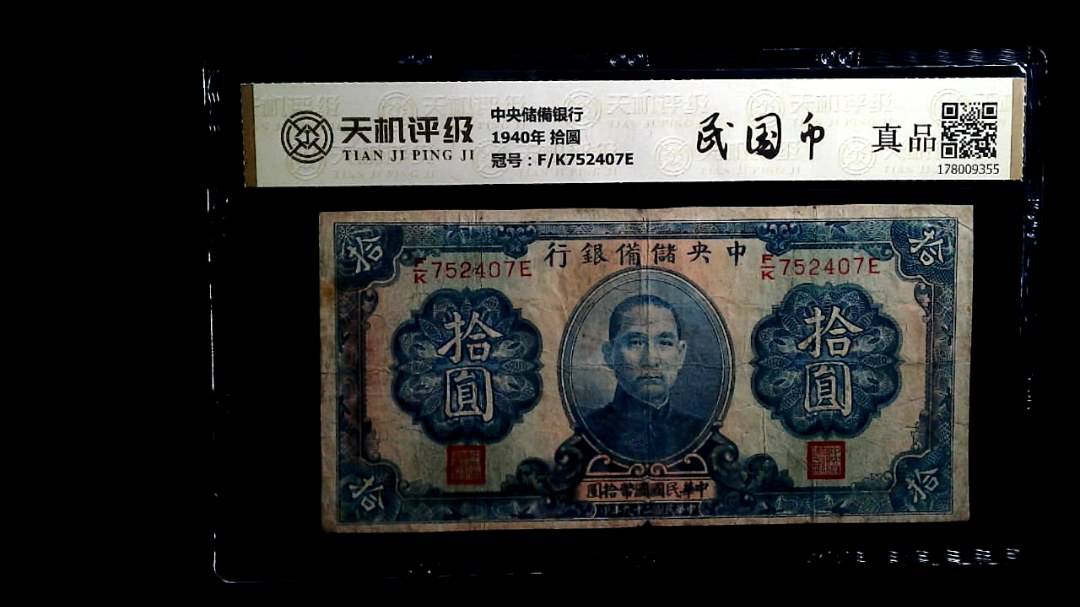 天机评级
TIAN JI PING JI
中央储備银行
1940年 拾圆
冠号：F/K752407E
民国币
真品
178009355
行銀備儲央中
拾
拾
F/K 752407E
F/K 752407E
拾圓
拾圓
圓拾幣國國民華中
拾
拾